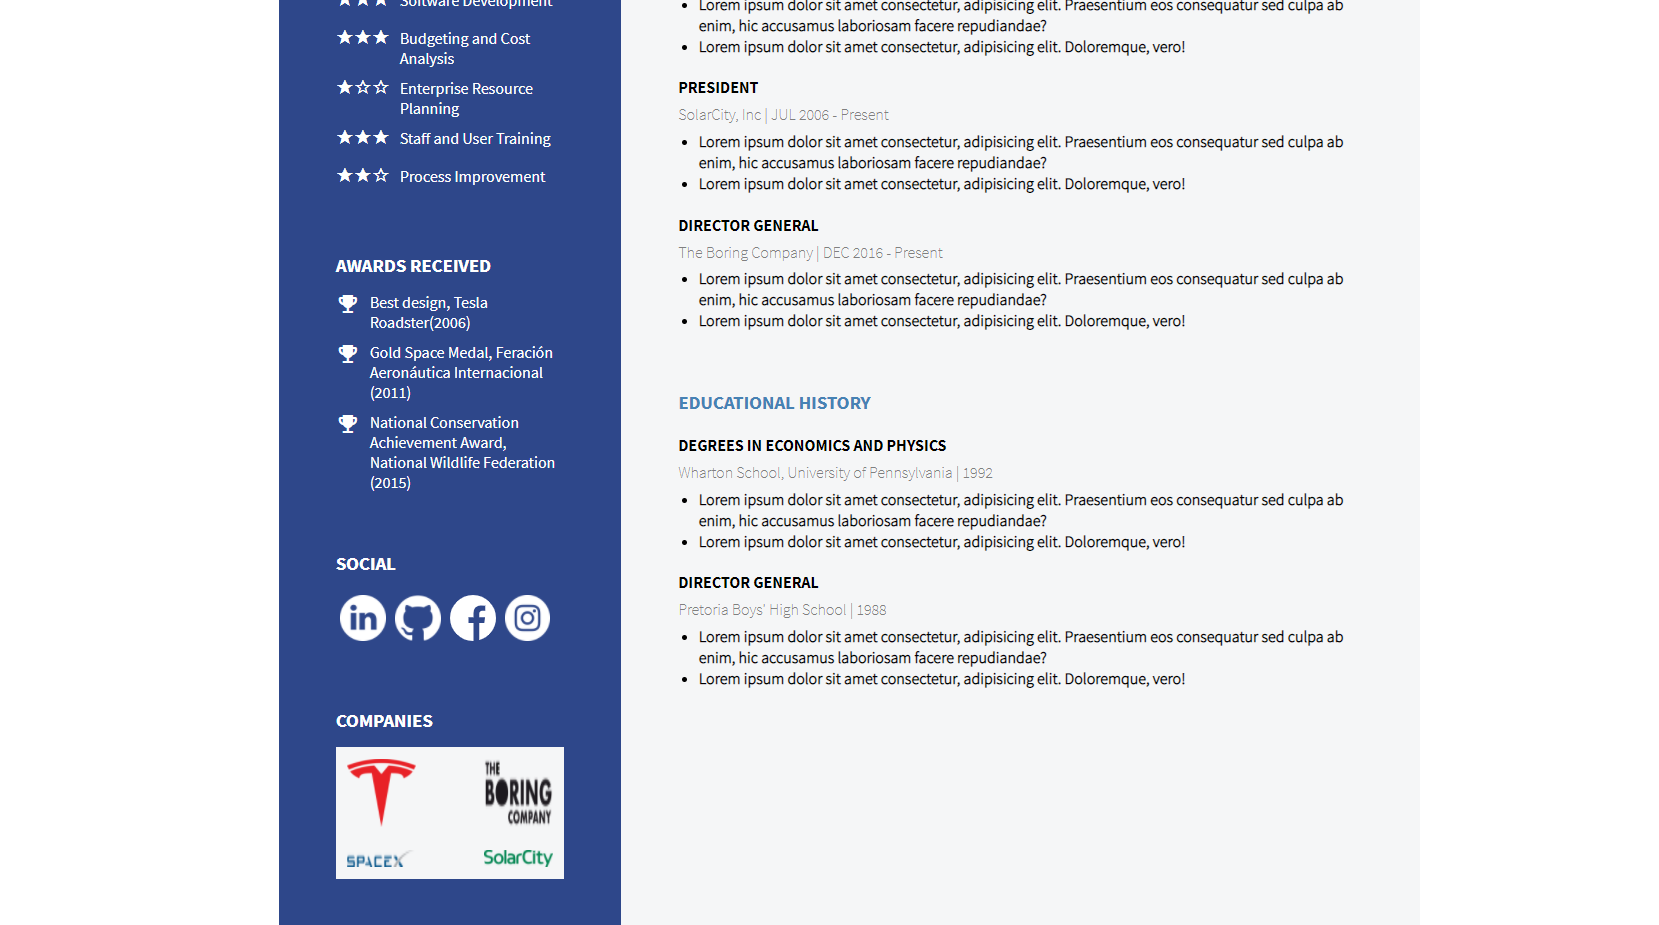 Software Development
Budgeting and Cost
Analysis
Enterprise Resource
Planning
Staff and User Training
Process Improvement
AWARDS RECEIVED
Best design, Tesla
Roadster(2006)
Gold Space Medal, Feración
Aeronáutica Internacional
(2011)
National Conservation
Achievement Award,
National Wildlife Federation
(2015)
SOCIAL
in
COMPANIES
THE
BORING
COMPANY
SPACEX
SolarCity
Lorem ipsum dolor sit amet consectetur, adipisicing elit. Praesentium eos consequatur sed culpa ab
enim, hic accusamus laboriosam facere repudiandae?
Lorem ipsum dolor sit amet consectetur, adipisicing elit. Doloremque, vero!
PRESIDENT
SolarCity, Inc | JUL 2006 - Present
Lorem ipsum dolor sit amet consectetur, adipisicing elit. Praesentium eos consequatur sed culpa ab
enim, hic accusamus laboriosam facere repudiandae?
Lorem ipsum dolor sit amet consectetur, adipisicing elit. Doloremque, vero!
DIRECTOR GENERAL
The Boring Company | DEC 2016 - Present
Lorem ipsum dolor sit amet consectetur, adipisicing elit. Praesentium eos consequatur sed culpa ab
enim, hic accusamus laboriosam facere repudiandae?
Lorem ipsum dolor sit amet consectetur, adipisicing elit. Doloremque, vero!
EDUCATIONAL HISTORY
DEGREES IN ECONOMICS AND PHYSICS
Wharton School, University of Pennsylvania | 1992
Lorem ipsum dolor sit amet consectetur, adipisicing elit. Praesentium eos consequatur sed culpa ab
enim, hic accusamus laboriosam facere repudiandae?
Lorem ipsum dolor sit amet consectetur, adipisicing elit. Doloremque, vero!
DIRECTOR GENERAL
Pretoria Boys' High School | 1988
Lorem ipsum dolor sit amet consectetur, adipisicing elit. Praesentium eos consequatur sed culpa ab
enim, hic accusamus laboriosam facere repudiandae?
Lorem ipsum dolor sit amet consectetur, adipisicing elit. Doloremque, vero!